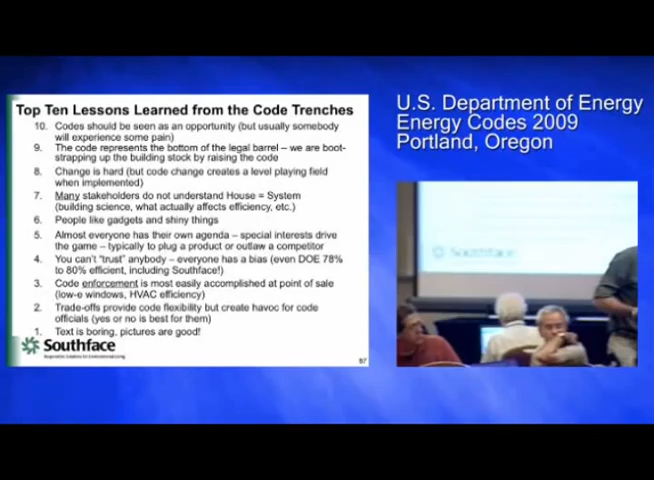 Top Ten Lessons Learned from the Code Trenches
10. Codes should be seen as an opportunity (but usually somebody
will experience some pain)
9. The code represents the bottom of the legal barrel – we are boot-
strapping up the building stock by raising the code
8. Change is hard (but code change creates a level playing field
when implemented)
7. Many stakeholders do not understand House = System
(building science, what actually affects efficiency, etc.)
6. People like gadgets and shiny things
5. Almost everyone has their own agenda – special interests drive
the game – typically to plug a product or outlaw a competitor
4. You can't "trust" anybody – everyone has a bias (even DOE 78%
to 80% efficient, including Southface!)
3. Code enforcement is most easily accomplished at point of sale
(low-e windows, HVAC efficiency)
2. Trade-offs provide code flexibility but create havoc for code
officials (yes or no is best for them)
1. Text is boring, pictures are good!
Southface
87
U.S. Department of Energy
Energy Codes 2009
Portland, Oregon
Southface